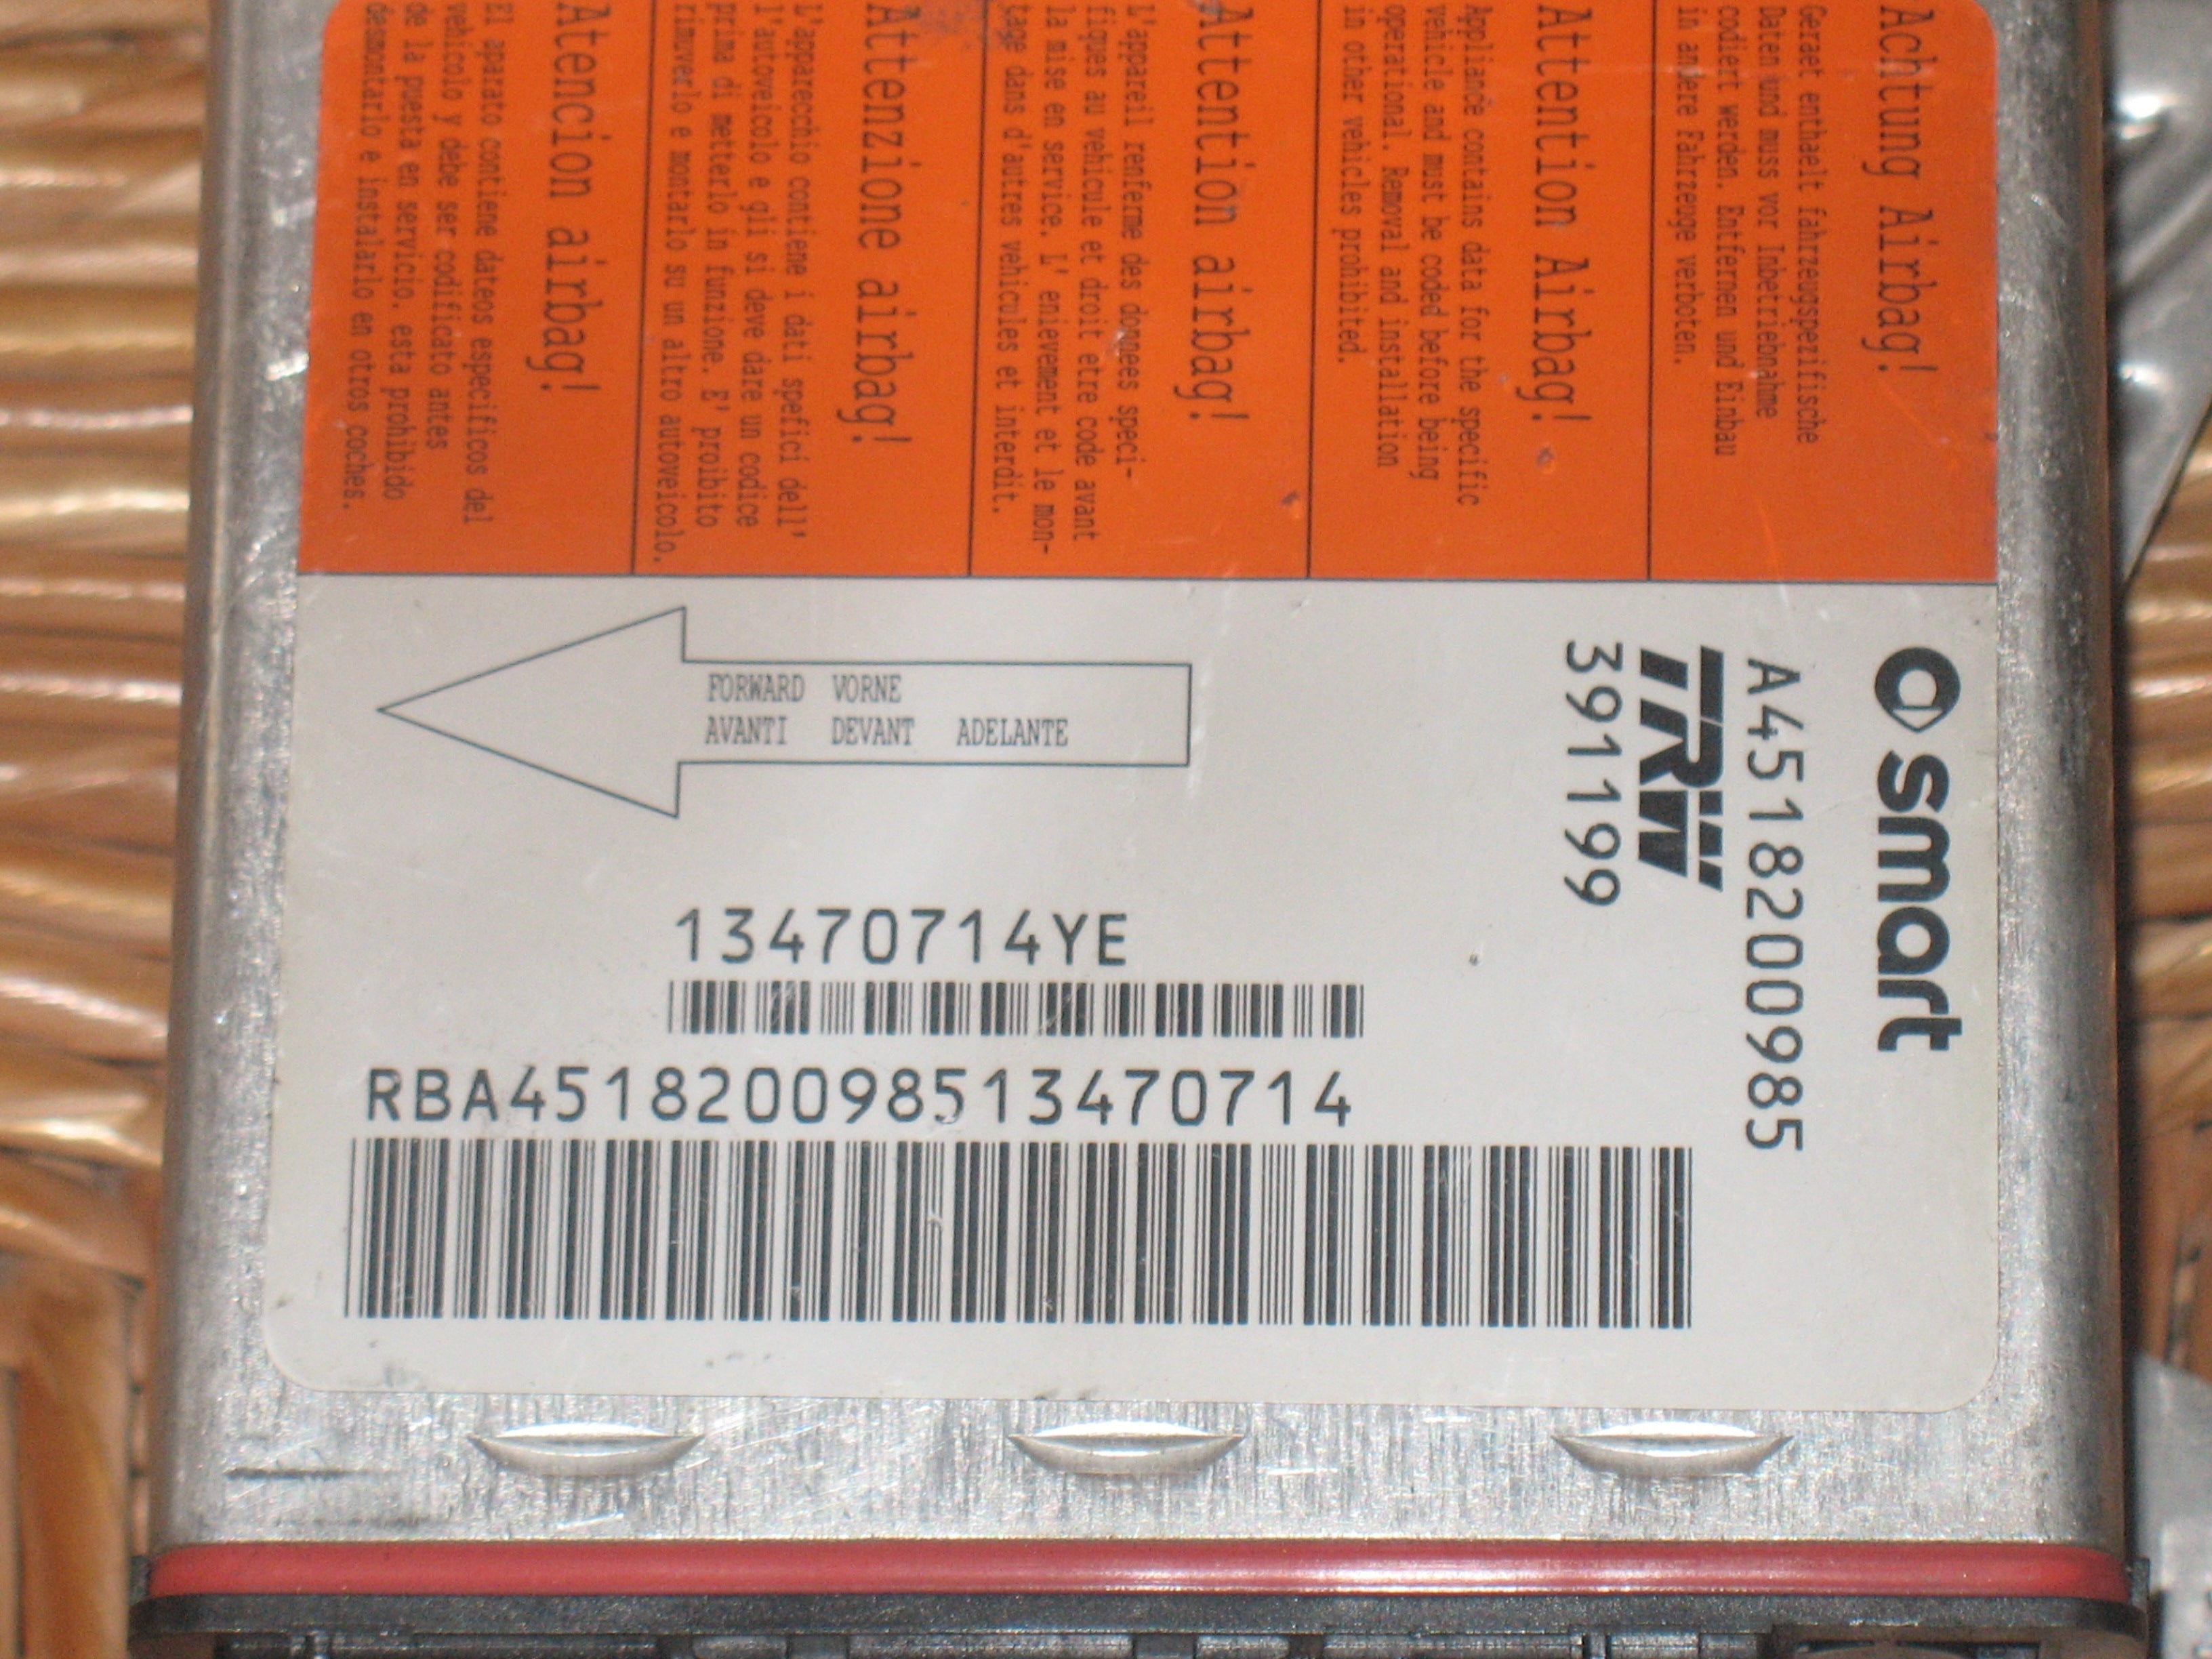 Achtung Airbag!
Geraet enthaelt fahrzeugspezifische
Daten und muss vor Inbetriebnahme
codiert werden. Entfernen und Einbau
in andere Fahrzeuge verboten.
Attention Airbag!
Appliance contains data for the specific
vehicle and must be coded before being
operational. Removal and installation
in other vehicles prohibited.
Attention airbag!
L'appareil renferme des donnees speci-
fiques au vehicule et droit etre code avant
la mise en service. L' enlevement et le mon-
tage dans d'autres vehicules et interdit.
Attenzione airbag!
L'apparecchio contiene i dati spefici dell'
l'autoveicolo e gli si deve dare un codice
prima di metterlo in funzione. E' proibito
rimuverlo e montarlo su un altro autoveicolo.
Atencion airbag!
El aparato contiene dateos especificos del
vehicolo y debe ser codificato antes
de la puesta en servicio. esta prohibido
desmontarlo e instalarlo en otros coches.
smart
A4518200985
TRW
391199
FORWARD VORNE
AVANTI DEVANT ADELANTE
13470714YE
RBA451820098513470714